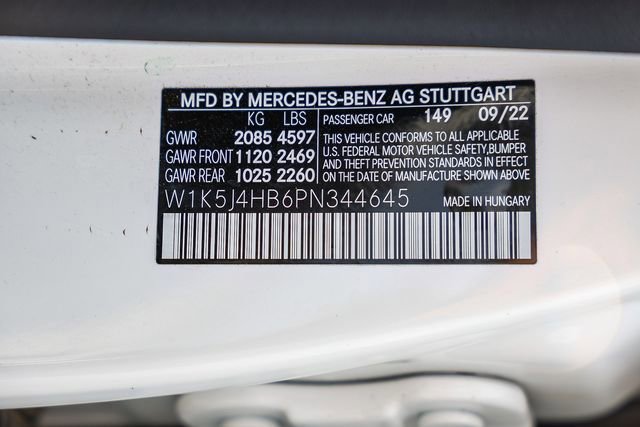 MFD BY MERCEDES-BENZ AG STUTTGART
KG LBS PASSENGER CAR 149 09/22
GWR 2085 4597 THIS VEHICLE CONFORMS TO ALL APPLICABLE
U.S. FEDERAL MOTOR VEHICLE SAFETY,BUMPER
GAWR FRONT 1120 2469 AND THEFT PREVENTION STANDARDS IN EFFECT
GAWR REAR 1025 2260 ON THE DATE OF MANUFACTURE SHOWN ABOVE
W1K5J4HB6PN344645 MADE IN HUNGARY